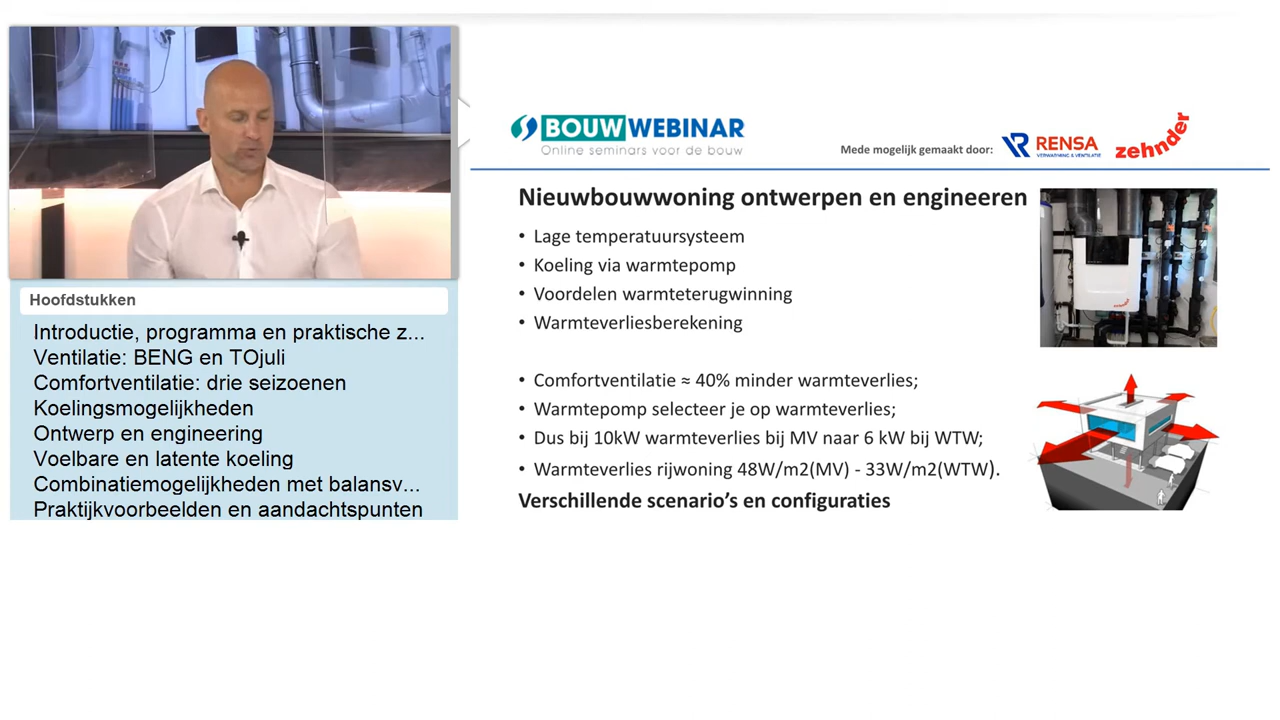 BOUWWEBINAR
Online seminars voor de bouw
Mede mogelijk gemaakt door:
RENSA
VERWARMING & VENTILATIE
zehnder
Nieuwbouwwoning ontwerpen en engineeren
• Lage temperatuursysteem
• Koeling via warmtepomp
• Voordelen warmteterugwinning
• Warmteverliesberekening
• Comfortventilatie ≈ 40% minder warmteverlies;
• Warmtepomp selecteer je op warmteverlies;
• Dus bij 10kW warmteverlies bij MV naar 6 kW bij WTW;
• Warmteverlies rijwoning 48W/m2(MV) - 33W/m2(WTW).
Verschillende scenario’s en configuraties
Hoofdstukken
Introductie, programma en praktische z...
Ventilatie: BENG en TOjuli
Comfortventilatie: drie seizoenen
Koelingsmogelijkheden
Ontwerp en engineering
Voelbare en latente koeling
Combinatiemogelijkheden met balansv...
Praktijkvoorbeelden en aandachtspunten